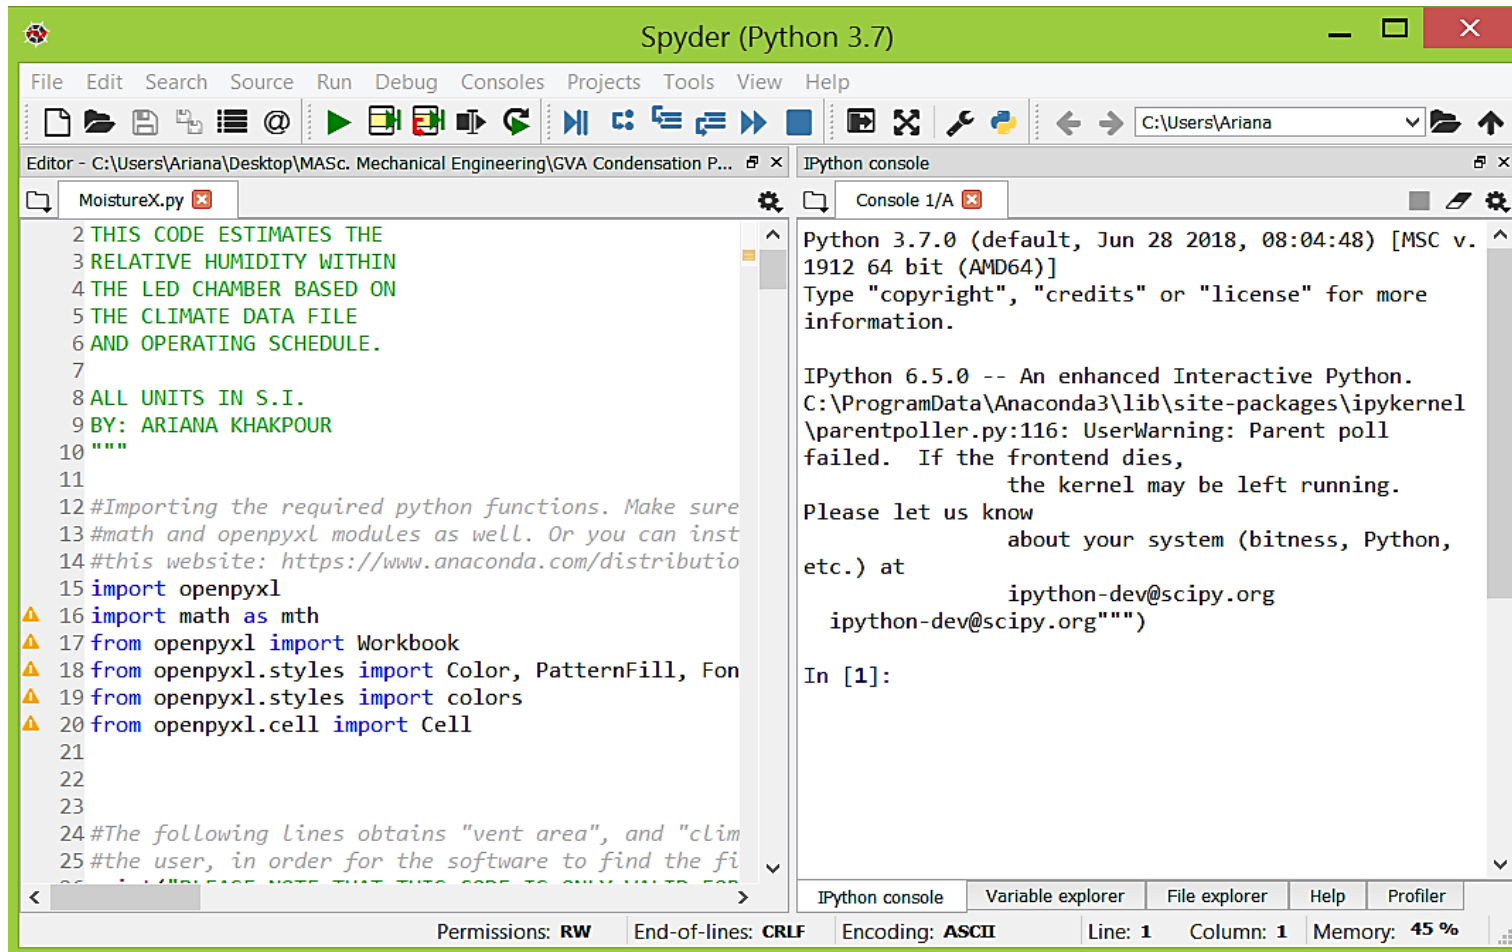 Spyder (Python 3.7)
File Edit Search Source Run Debug Consoles Projects Tools View Help
C:\Users\Ariana
Editor - C:\Users\Ariana\Desktop\MASc. Mechanical Engineering\GVA Condensation P...
MoistureX.py
2 THIS CODE ESTIMATES THE
3 RELATIVE HUMIDITY WITHIN
4 THE LED CHAMBER BASED ON
5 THE CLIMATE DATA FILE
6 AND OPERATING SCHEDULE.
7
8 ALL UNITS IN S.I.
9 BY: ARIANA KHAKPOUR
10 """
11
12 #Importing the required python functions. Make sure
13 #math and openpyxl modules as well. Or you can inst
14 #this website: https://www.anaconda.com/distributio
15 import openpyxl
16 import math as mth
17 from openpyxl import Workbook
18 from openpyxl.styles import Color, PatternFill, Fon
19 from openpyxl.styles import colors
20 from openpyxl.cell import Cell
21
22
23
24 #The following lines obtains "vent area", and "clim
25 #the user, in order for the software to find the fi
26 print("PLEASE NOTE THAT THIS CODE IS ONLY VALID FOR
IPython console
Console 1/A
Python 3.7.0 (default, Jun 28 2018, 08:04:48) [MSC v.
1912 64 bit (AMD64)]
Type "copyright", "credits" or "license" for more
information.
IPython 6.5.0 -- An enhanced Interactive Python.
C:\ProgramData\Anaconda3\lib\site-packages\ipykernel
\parentpoller.py:116: UserWarning: Parent poll
failed.  If the frontend dies,
the kernel may be left running.
Please let us know
about your system (bitness, Python,
etc.) at
ipython-dev@scipy.org
ipython-dev@scipy.org""")
In [1]:
IPython console Variable explorer File explorer Help Profiler
Permissions: RW End-of-lines: CRLF Encoding: ASCII Line: 1 Column: 1 Memory: 45 %